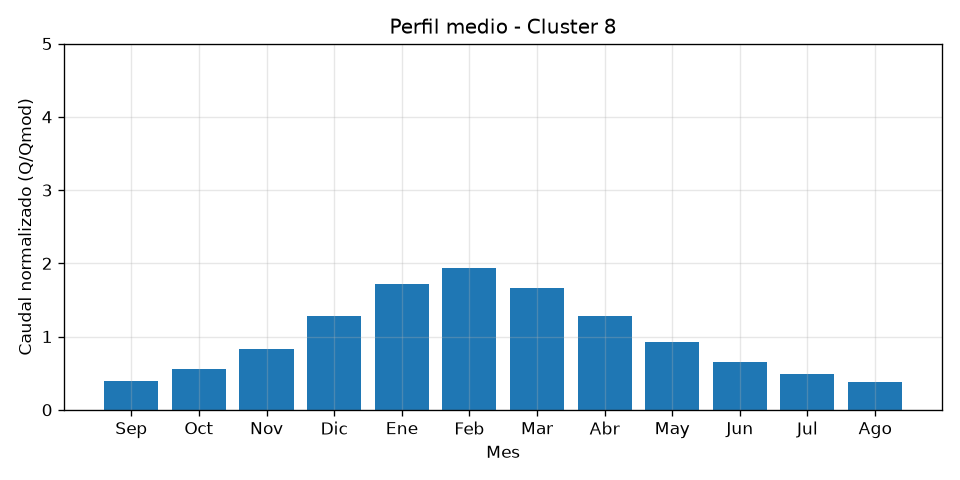 Perfil medio - Cluster 8
Caudal normalizado (Q/Qmod)
5
4
3
2
1
0
Sep Oct Nov Dic Ene Feb Mar Abr May Jun Jul Ago
Mes